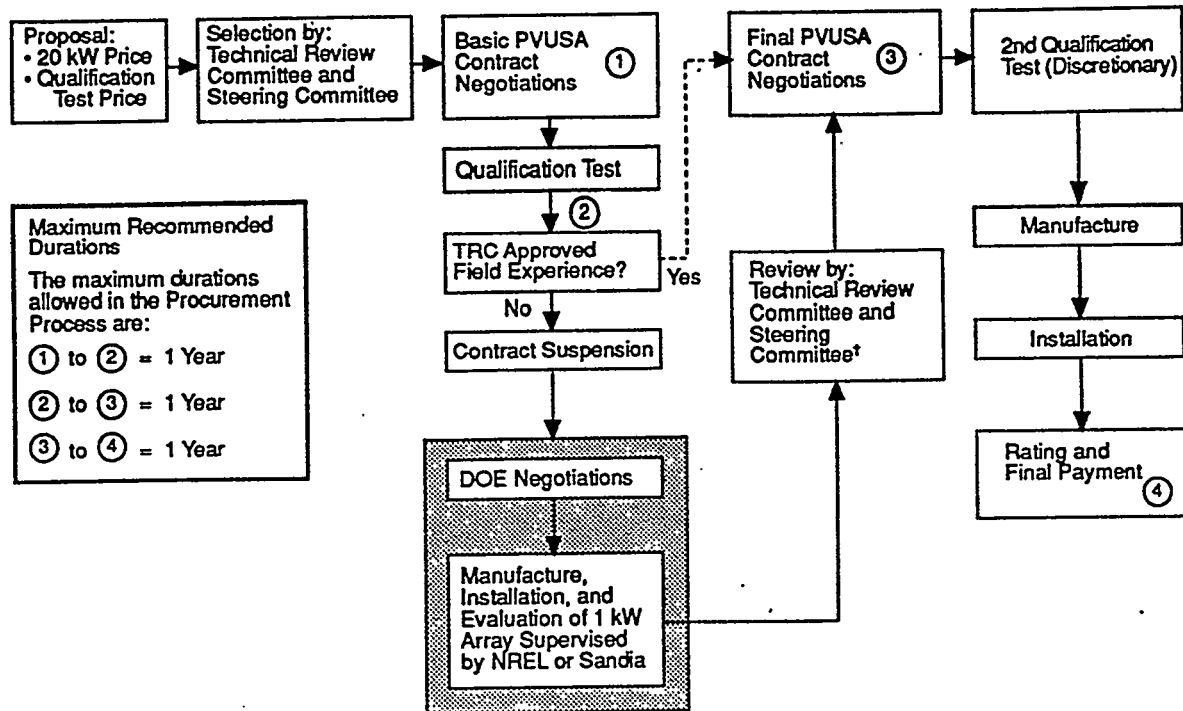 Proposal:
• 20 kW Price
• Qualification
Test Price
Selection by:
Technical Review
Committee and
Steering Committee
Basic PVUSA
Contract
Negotiations
1
Final PVUSA
Contract
Negotiations
3
2nd Qualification
Test (Discretionary)
Qualification Test
2
TRC Approved
Field Experience?
Yes
No
Contract Suspension
Maximum Recommended
Durations
The maximum durations
allowed in the Procurement
Process are:
1 to 2 = 1 Year
2 to 3 = 1 Year
3 to 4 = 1 Year
DOE Negotiations
Manufacture,
Installation, and
Evaluation of 1 kW
Array Supervised
by NREL or Sandia
Review by:
Technical Review
Committee and
Steering
Committee†
Manufacture
Installation
Rating and
Final Payment
4